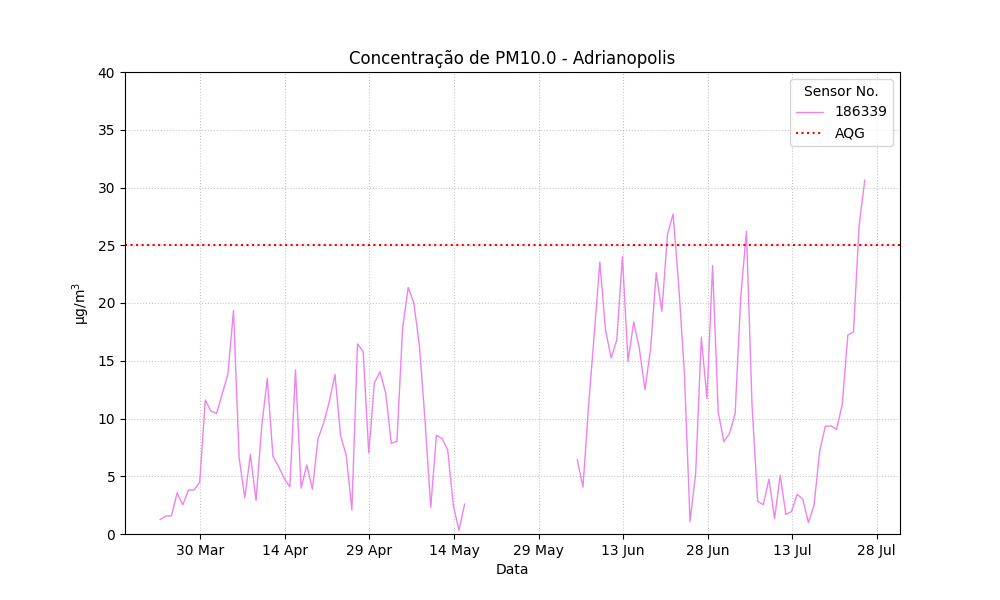 Concentração de PM10.0 - Adrianopolis
40
35
30
25
20
15
10
5
0
µg/m³
Sensor No.
186339
AQG
30 Mar
14 Apr
29 Apr
14 May
29 May
13 Jun
28 Jun
13 Jul
28 Jul
Data